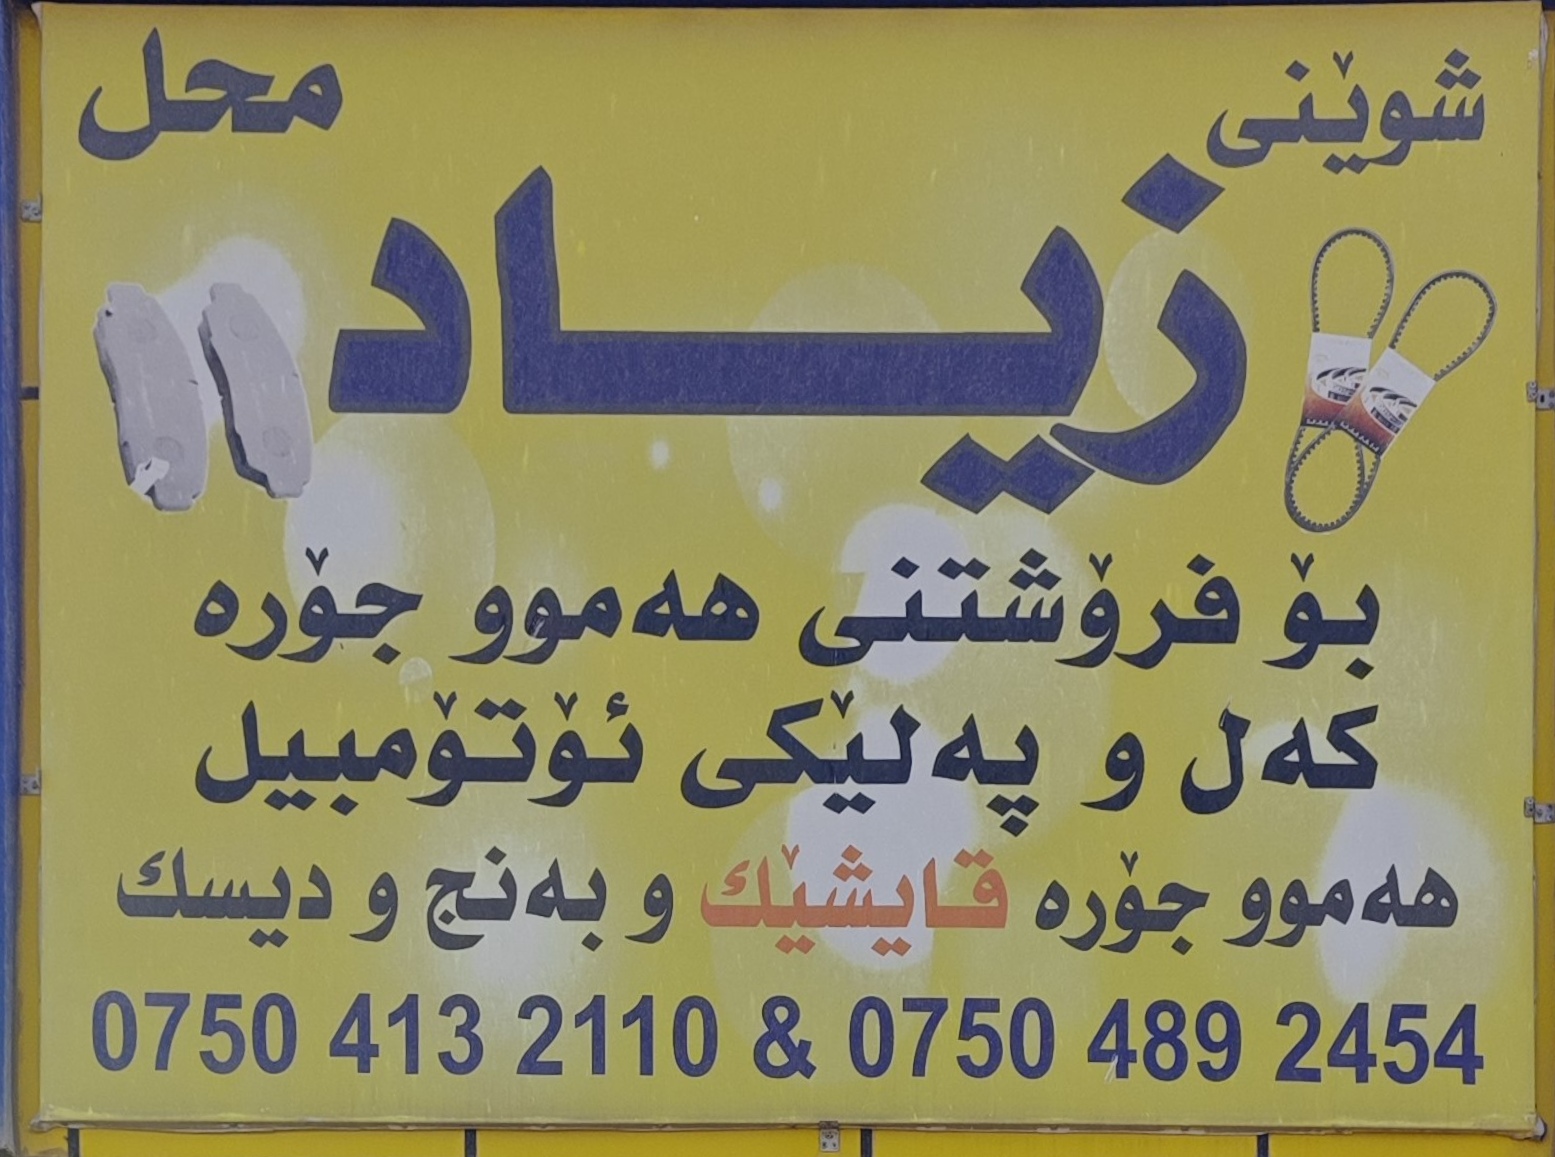 شوێنی محل
زیاد
بۆ فرۆشتنی هەموو جۆرە
کەل و پەلێکی ئۆتۆمبیل
هەموو جۆرە قایشێك و بەنج و دیسك
0750 413 2110 & 0750 489 2454